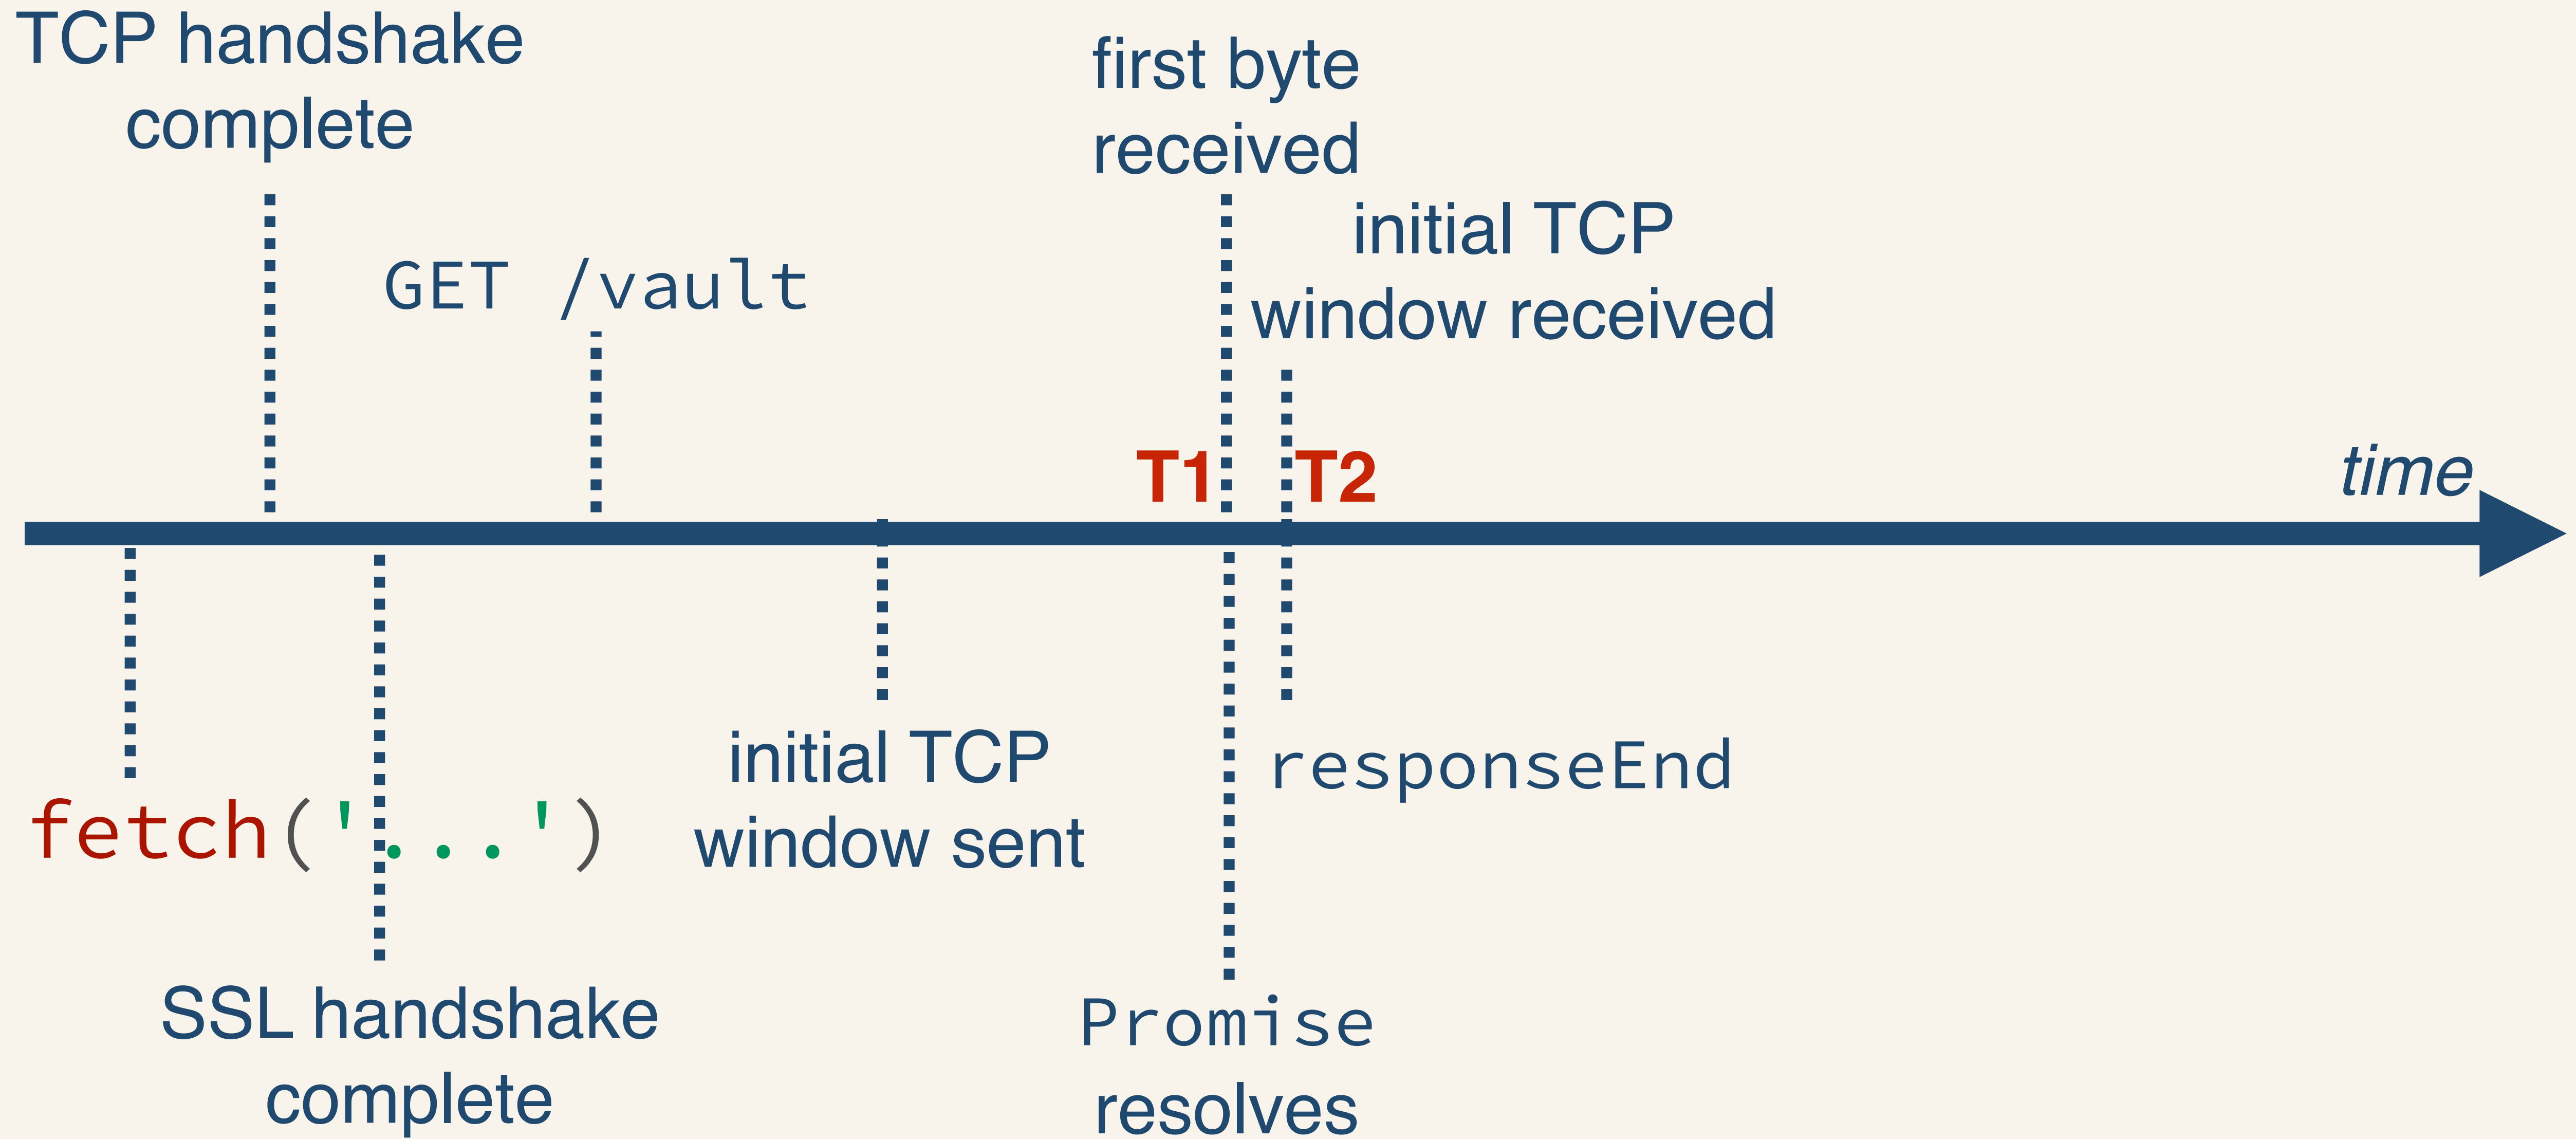 TCP handshake
complete
first byte
received
initial TCP
window received
GET /vault
T1
T2
time
fetch('...')
initial TCP
window sent
responseEnd
SSL handshake
complete
Promise
resolves